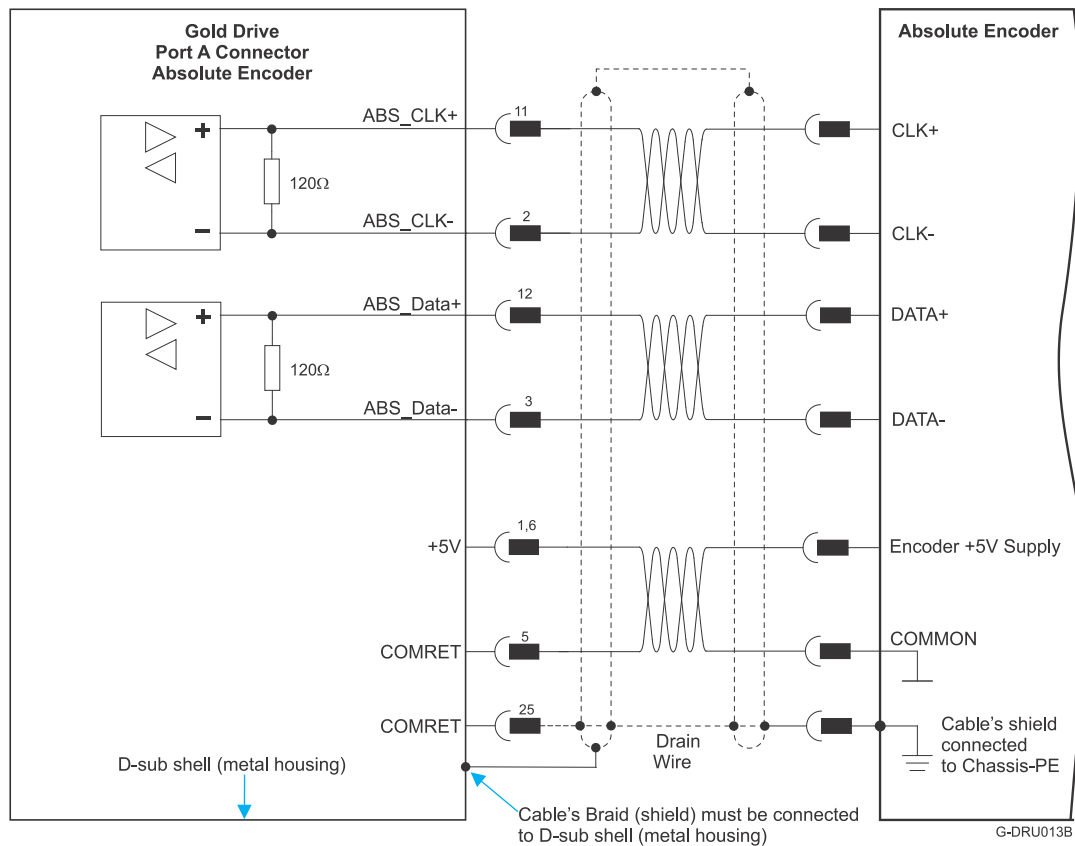 Gold Drive
Port A Connector
Absolute Encoder
Absolute Encoder
ABS_CLK+
11
CLK+
+
120Ω
ABS_CLK-
2
CLK-
–
ABS_Data+
12
DATA+
+
120Ω
ABS_Data-
3
DATA-
–
+5V
1,6
Encoder +5V Supply
COMRET
5
COMMON
COMRET
25
Drain
Wire
Cable's shield
connected
to Chassis-PE
D-sub shell (metal housing)
Cable's Braid (shield) must be connected
to D-sub shell (metal housing)
G-DRU013B